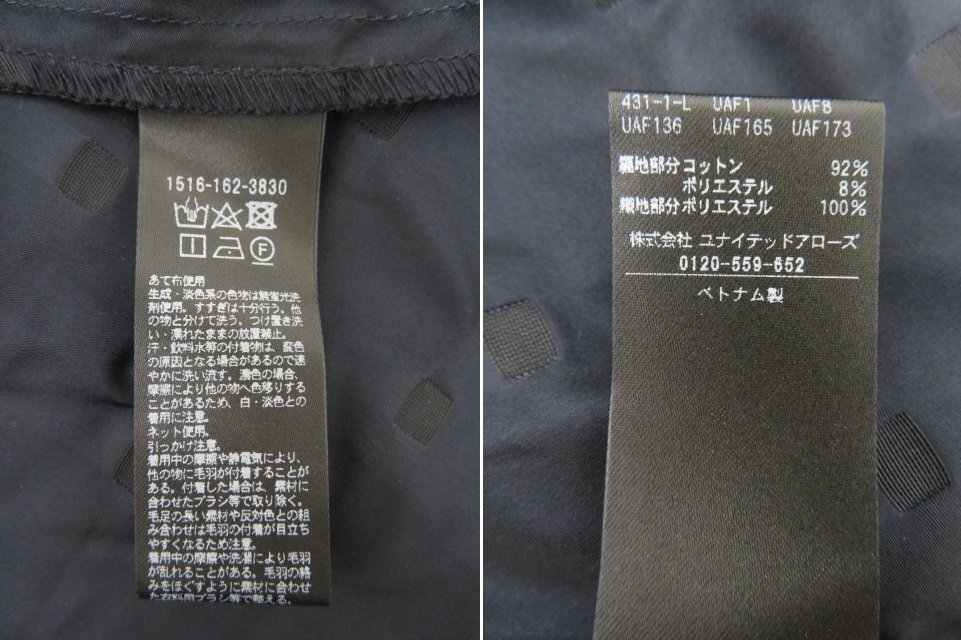 1516-162-3830
F
あて布使用
生成・淡色系の色物は無蛍光洗
剤使用。すすぎは十分行う。他
の物と分けて洗う。つけ置き洗
い・濡れたままの放置禁止。
汗・飲料水等の付着物は、変色
の原因となる場合があるので速
やかに洗い流す。濃色の場合、
摩擦により他の物へ色移りする
ことがあるため、白・淡色との
着用に注意。
ネット使用。
引っかけ注意。
着用中の摩擦や静電気により、
他の物に毛羽が付着することが
ある。付着した場合は、素材に
合わせたブラシ等で取り除く。
毛足の長い素材や反対色との組
み合わせは毛羽の付着が目立ち
やすくなるため注意。
着用中の摩擦や洗濯により毛羽
が乱れることがある。毛羽の絡
みをほぐすように素材に合わせ
た衣料用ブラシ等で整える。
431-1-L UAF1 UAF8
UAF136 UAF165 UAF173
編地部分コットン 92%
ポリエステル 8%
織地部分ポリエステル 100%
株式会社 ユナイテッドアローズ
0120-559-652
ベトナム製